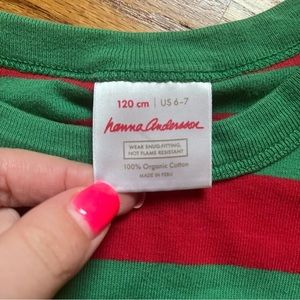 120 cm | US 6-7
hanna andersson
WEAR SNUG-FITTING,
NOT FLAME RESISTANT
100% Organic Cotton
MADE IN PERU